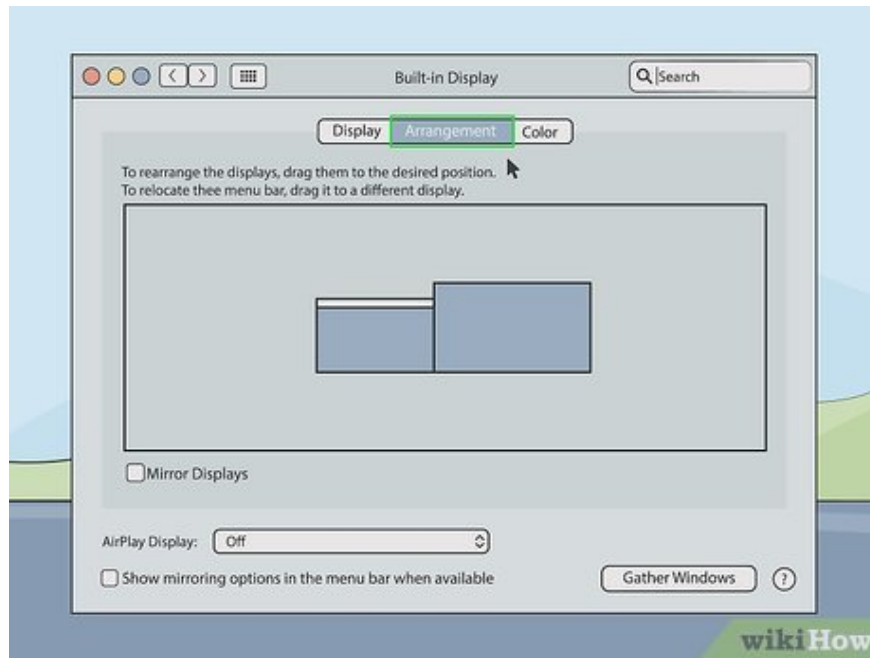 Built-in Display
Search
Display Arrangement Color
To rearrange the displays, drag them to the desired position.
To relocate thee menu bar, drag it to a different display.
Mirror Displays
AirPlay Display: Off
Show mirroring options in the menu bar when available
Gather Windows ?
wikiHow